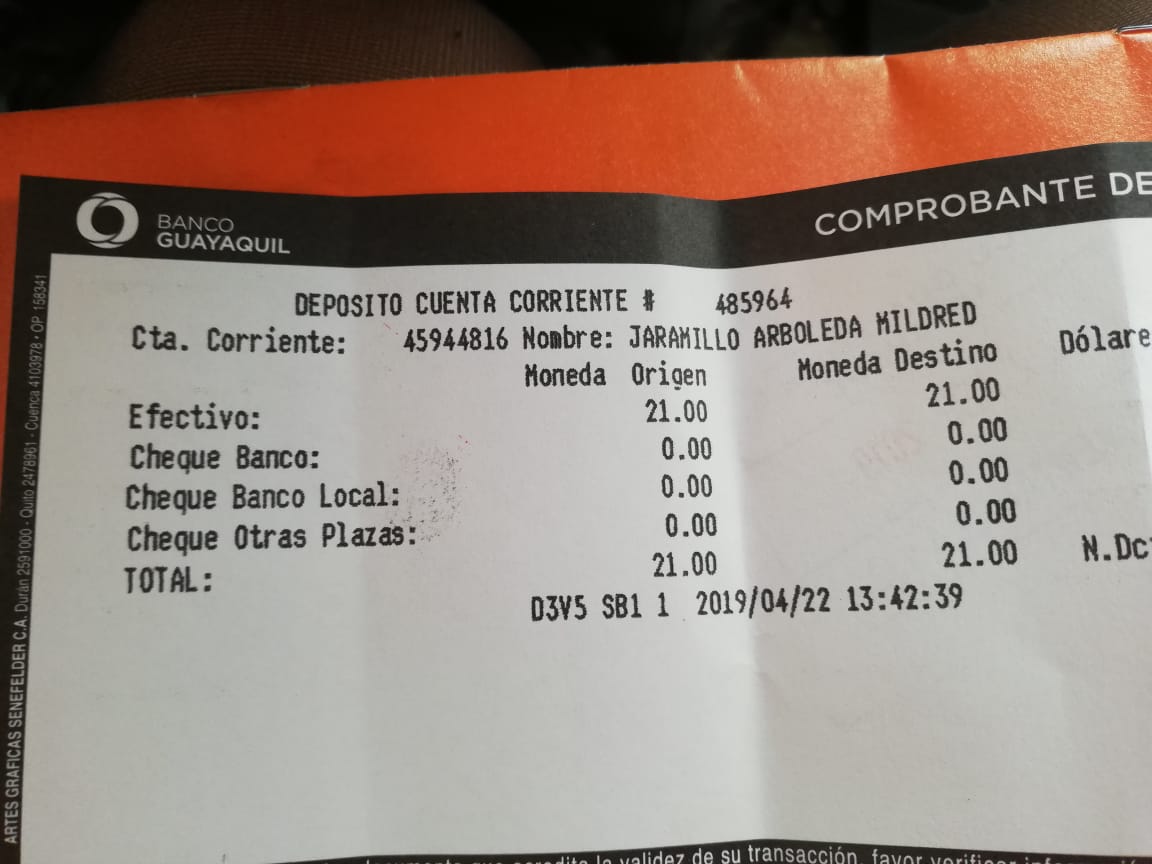 BANCO
GUAYAQUIL
COMPROBANTE DE
DEPOSITO CUENTA CORRIENTE # 485964
Cta. Corriente: 45944816 Nombre: JARAMILLO ARBOLEDA MILDRED
Moneda Origen Moneda Destino Dólare
Efectivo: 21.00 21.00
Cheque Banco: 0.00 0.00
Cheque Banco Local: 0.00 0.00
Cheque Otras Plazas: 0.00 0.00
TOTAL: 21.00 21.00 N.Dc
D3V5 SB1 1 2019/04/22 13:42:39
ARTES GRAFICAS SENEFELDER C.A. Durán 2591000 - Quito 2478961 - Cuenca 4103978 • OP 158341
que acredite la validez de su transacción, favor verificar